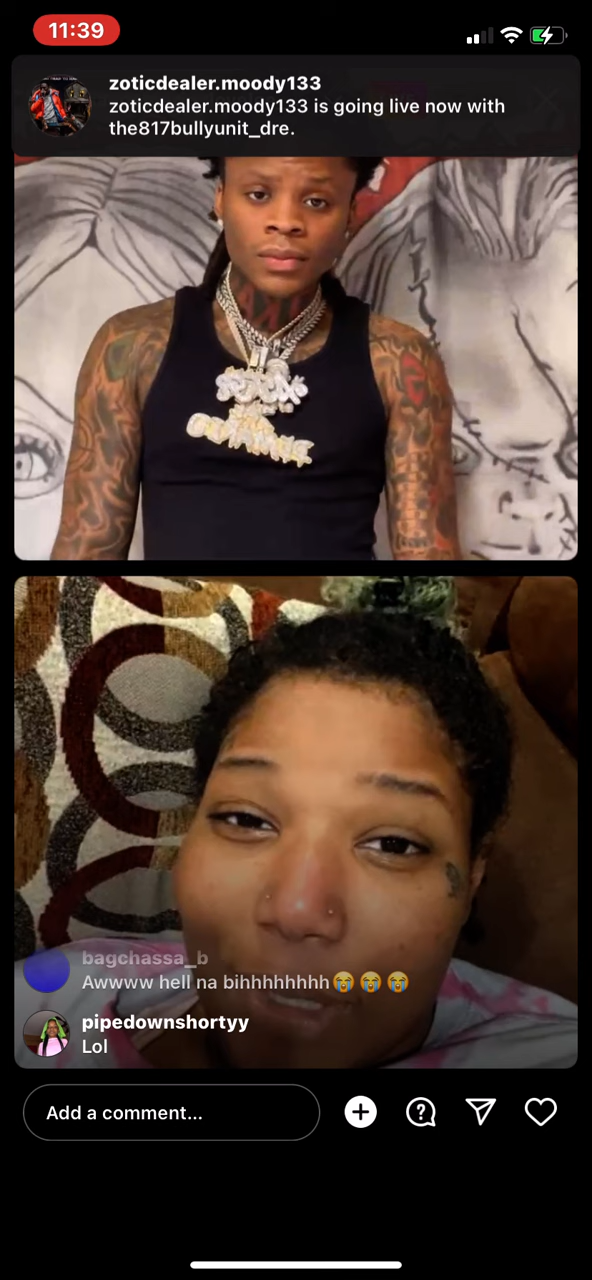 11:39
zoticdealer.moody133
zoticdealer.moody133 is going live now with
the817bullyunit_dre.
bagchassa_b
Awwww hell na bihhhhhhhh😭😭😭
pipedownshortyy
Lol
Add a comment...